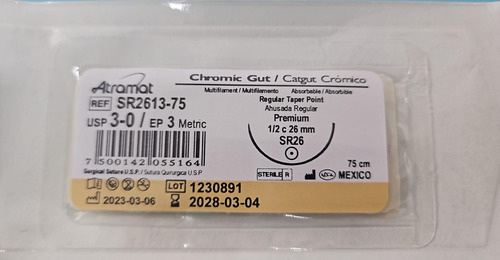 Atramat
Chromic Gut / Catgut Crómico
Multifilament / Multifilamento Absorbable / Absorbible
REF SR2613-75
USP 3-0 / EP 3 Metric
Regular Taper Point
Ahusada Regular
Premium
1/2 c 26 mm
SR26
7 500142 055164
75 cm
Surgical Suture U.S.P. / Sutura Quirurgica U.S.P
STERILE R
MEXICO
LOT 1230891
2023-03-06
2028-03-04